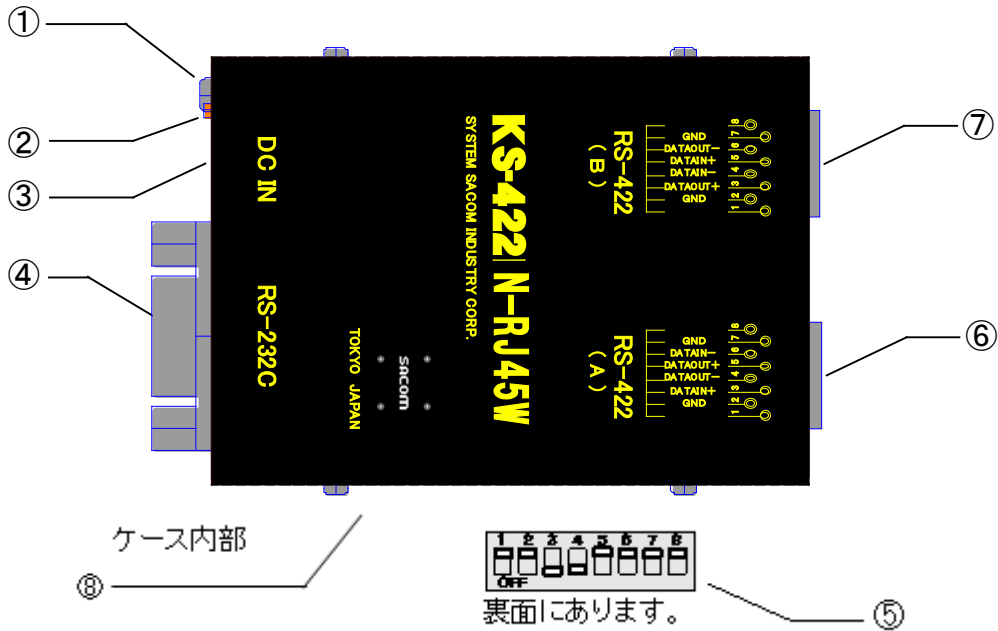 ①
②
③
④
DC IN
RS-232C
KS-422IN-RJ45W
SYSTEM SACOM INDUSTRY CORP.
sacom
TOKYO JAPAN
RS-422
(B)
GND
DATAOUT−
DATAIN+
DATAIN−
DATAOUT+
GND
8
7
6
5
4
3
2
1
⑦
RS-422
(A)
GND
DATAIN−
DATAOUT+
DATAOUT−
DATAIN+
GND
8
7
6
5
4
3
2
1
⑥
ケース内部
⑧
1 2 3 4 5 6 7 8
OFF
裏面にあります。
⑤